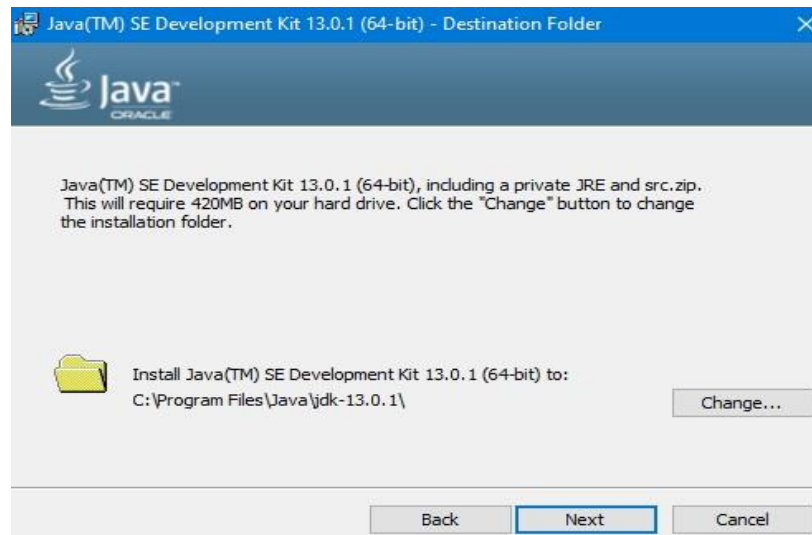 Java(TM) SE Development Kit 13.0.1 (64-bit) - Destination Folder
Java™
ORACLE
Java(TM) SE Development Kit 13.0.1 (64-bit), including a private JRE and src.zip.
This will require 420MB on your hard drive. Click the "Change" button to change
the installation folder.
Install Java(TM) SE Development Kit 13.0.1 (64-bit) to:
C:\Program Files\Java\jdk-13.0.1\
Change...
Back
Next
Cancel